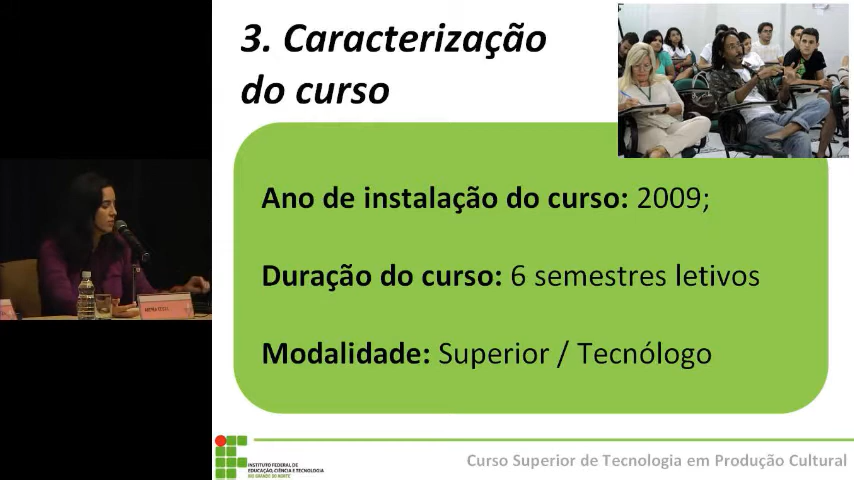 3. Caracterização
do curso
Ano de instalação do curso: 2009;
Duração do curso: 6 semestres letivos
Modalidade: Superior / Tecnólogo
INSTITUTO FEDERAL DE
EDUCAÇÃO, CIÊNCIA E TECNOLOGIA
RIO GRANDE DO NORTE
Curso Superior de Tecnologia em Produção Cultural